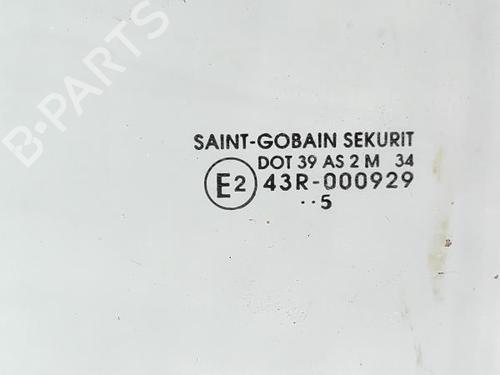 B-PARTS
SAINT-GOBAIN SEKURIT
DOT 39 AS 2 M 34
E2 43R-000929
··5